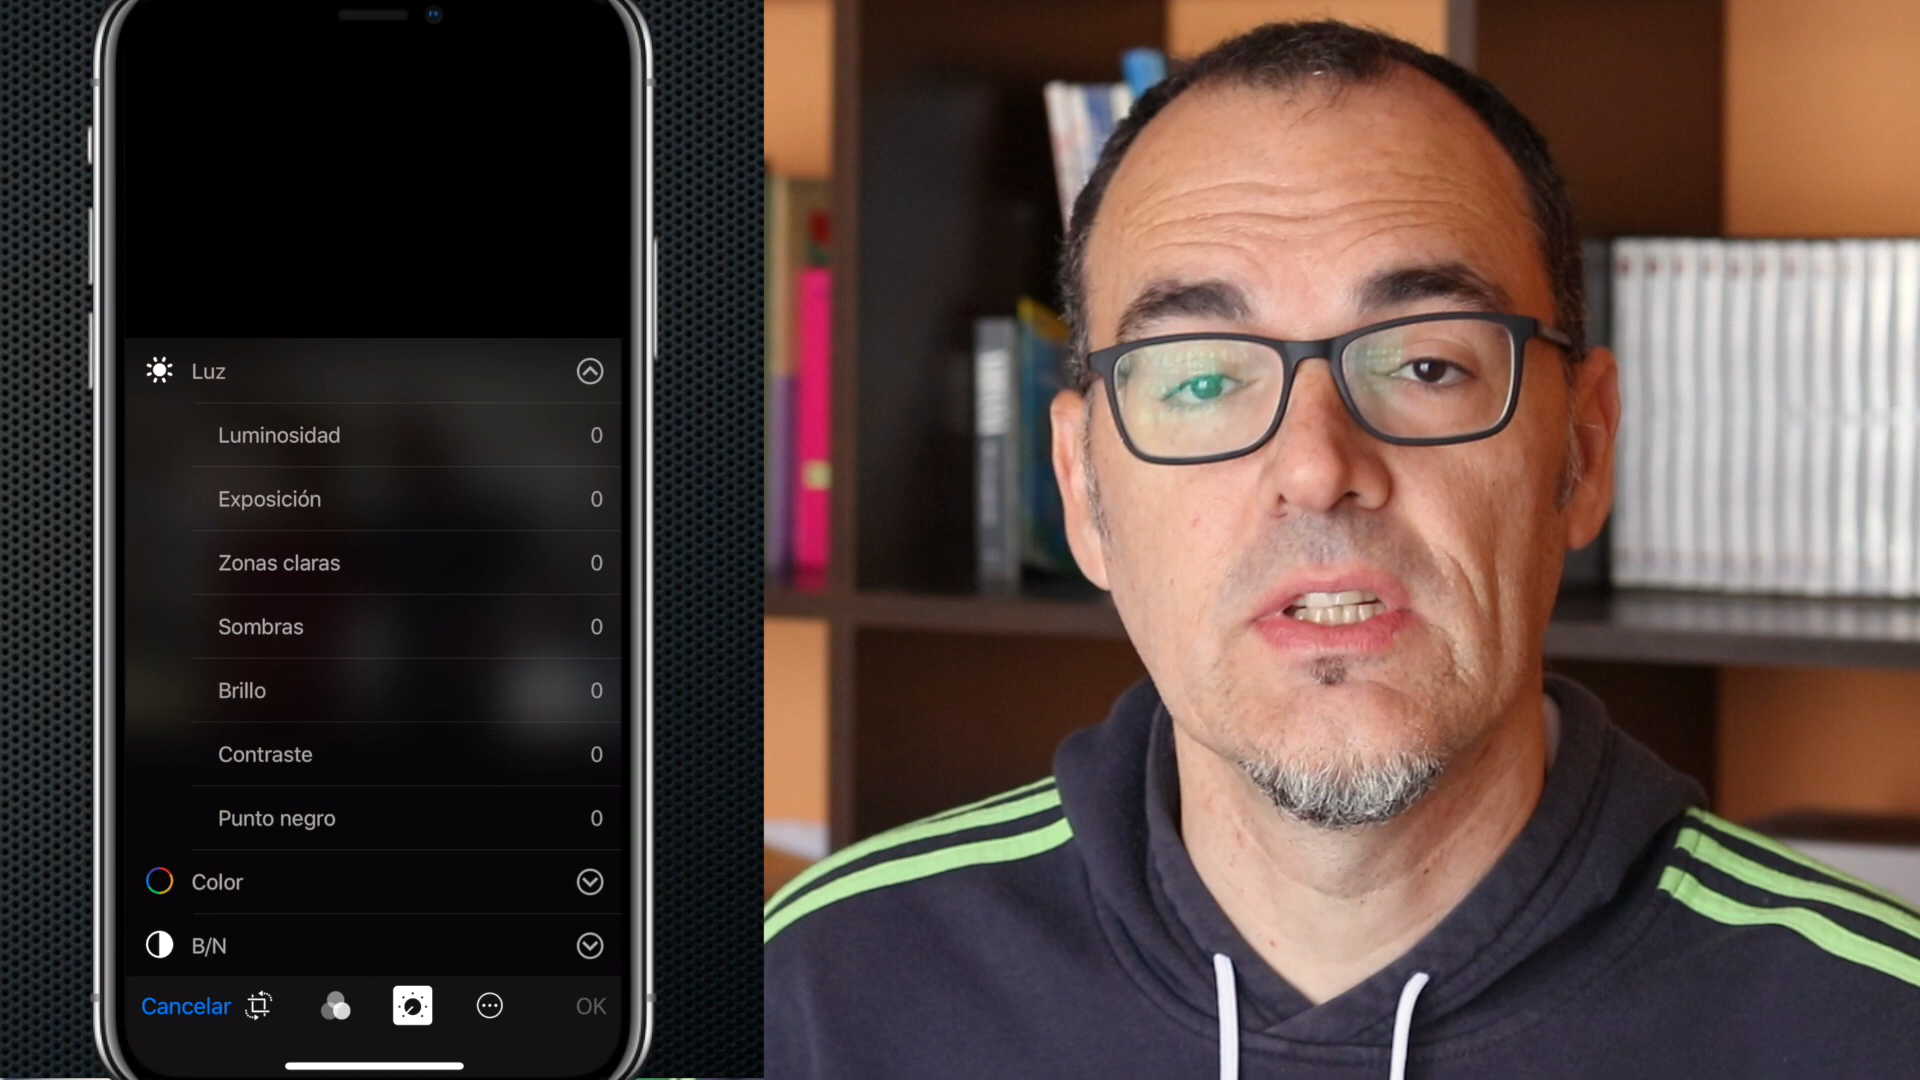 Luz
Luminosidad 0
Exposición 0
Zonas claras 0
Sombras 0
Brillo 0
Contraste 0
Punto negro 0
Color
B/N
Cancelar OK